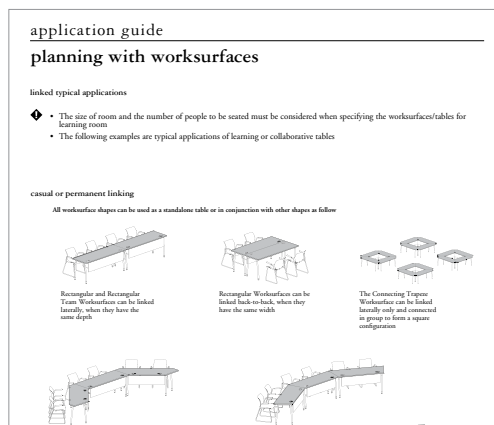 application guide
planning with worksurfaces
linked typical applications
• The size of room and the number of people to be seated must be considered when specifying the worksurfaces/tables for
learning room
• The following examples are typical applications of learning or collaborative tables
casual or permanent linking
All worksurface shapes can be used as a standalone table or in conjunction with other shapes as follow
Rectangular and Rectangular
Team Worksurfaces can be linked
laterally, when they have the
same depth
Rectangular Worksurfaces can be
linked back-to-back, when they
have the same width
The Connecting Trapeze
Worksurface can be linked
laterally only and connected
in group to form a square
configuration